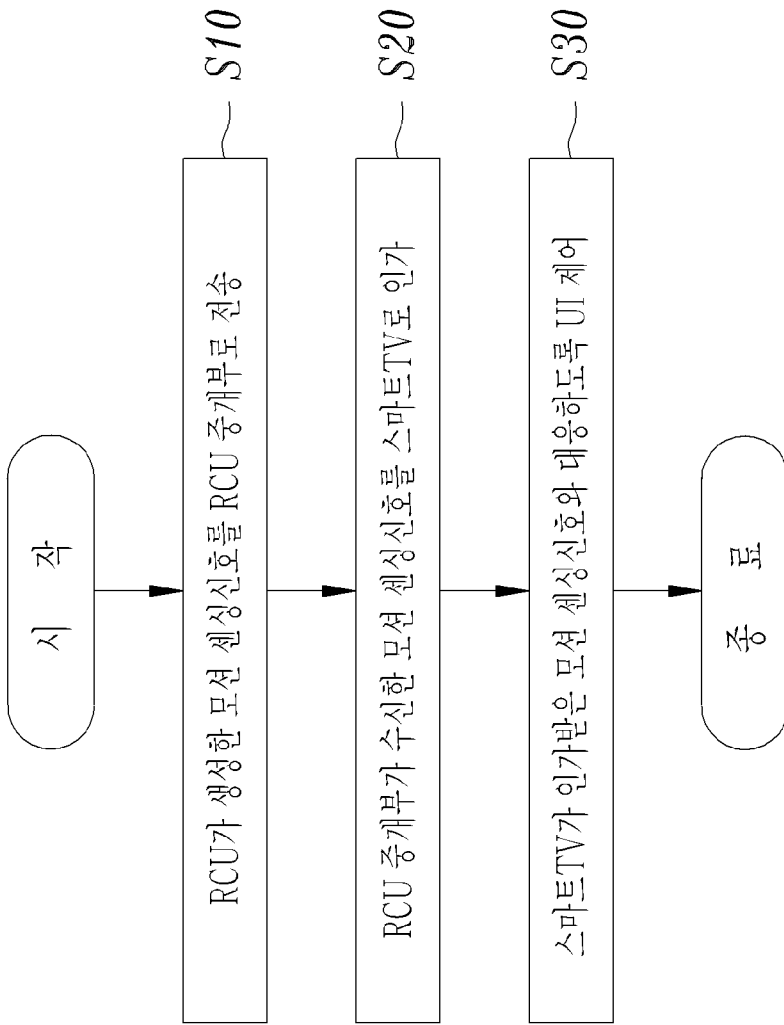 시 작
RCU가 생성한 모션 센싱신호를 RCU 중개부로 전송
S10
RCU 중개부가 수신한 모션 센싱신호를 스마트TV로 인가
S20
스마트TV가 인가받은 모션 센싱신호와 대응하도록 UI 제어
S30
종 료